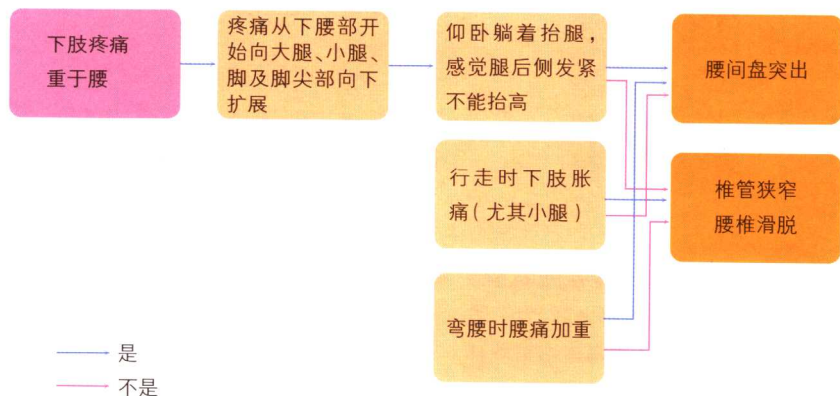 下肢疼痛
重于腰
疼痛从下腰部开
始向大腿、小腿、
脚及脚尖部向下
扩展
仰卧躺着抬腿，
感觉腿后侧发紧
不能抬高
腰间盘突出
行走时下肢胀
痛（尤其小腿）
椎管狭窄
腰椎滑脱
弯腰时腰痛加重
是
不是